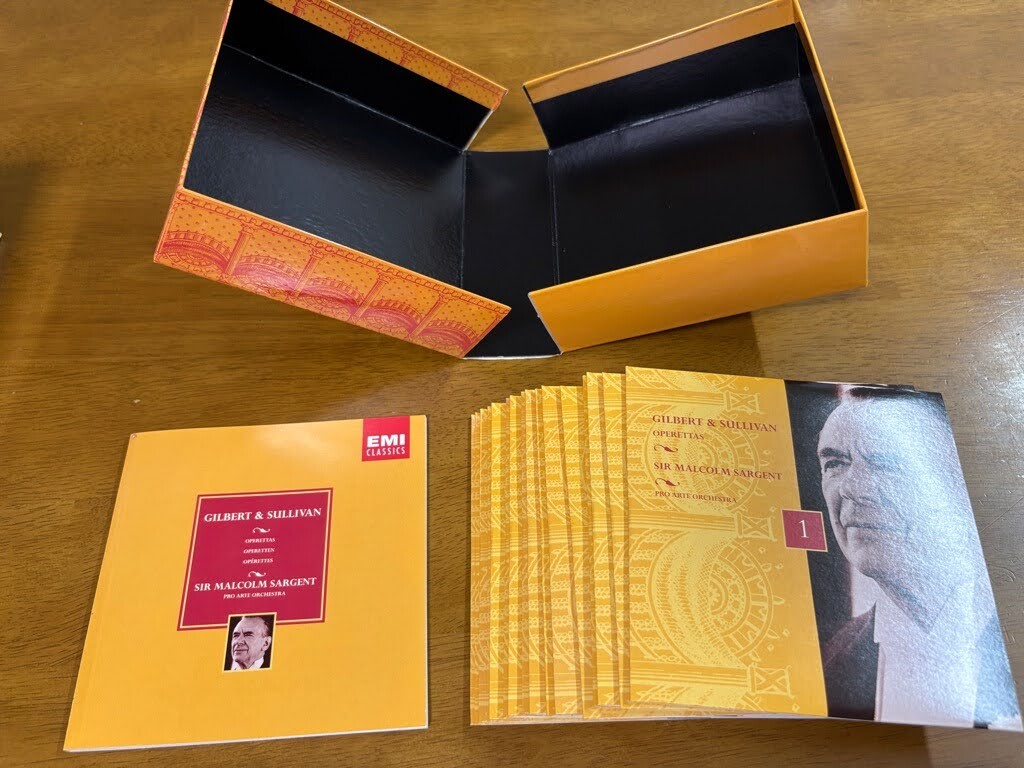 EMI
CLASSICS
GILBERT & SULLIVAN
OPERETTAS
OPERETTEN
OPÉRETTES
SIR MALCOLM SARGENT
PRO ARTE ORCHESTRA
GILBERT & SULLIVAN
OPERETTAS
SIR MALCOLM SARGENT
PRO ARTE ORCHESTRA
1